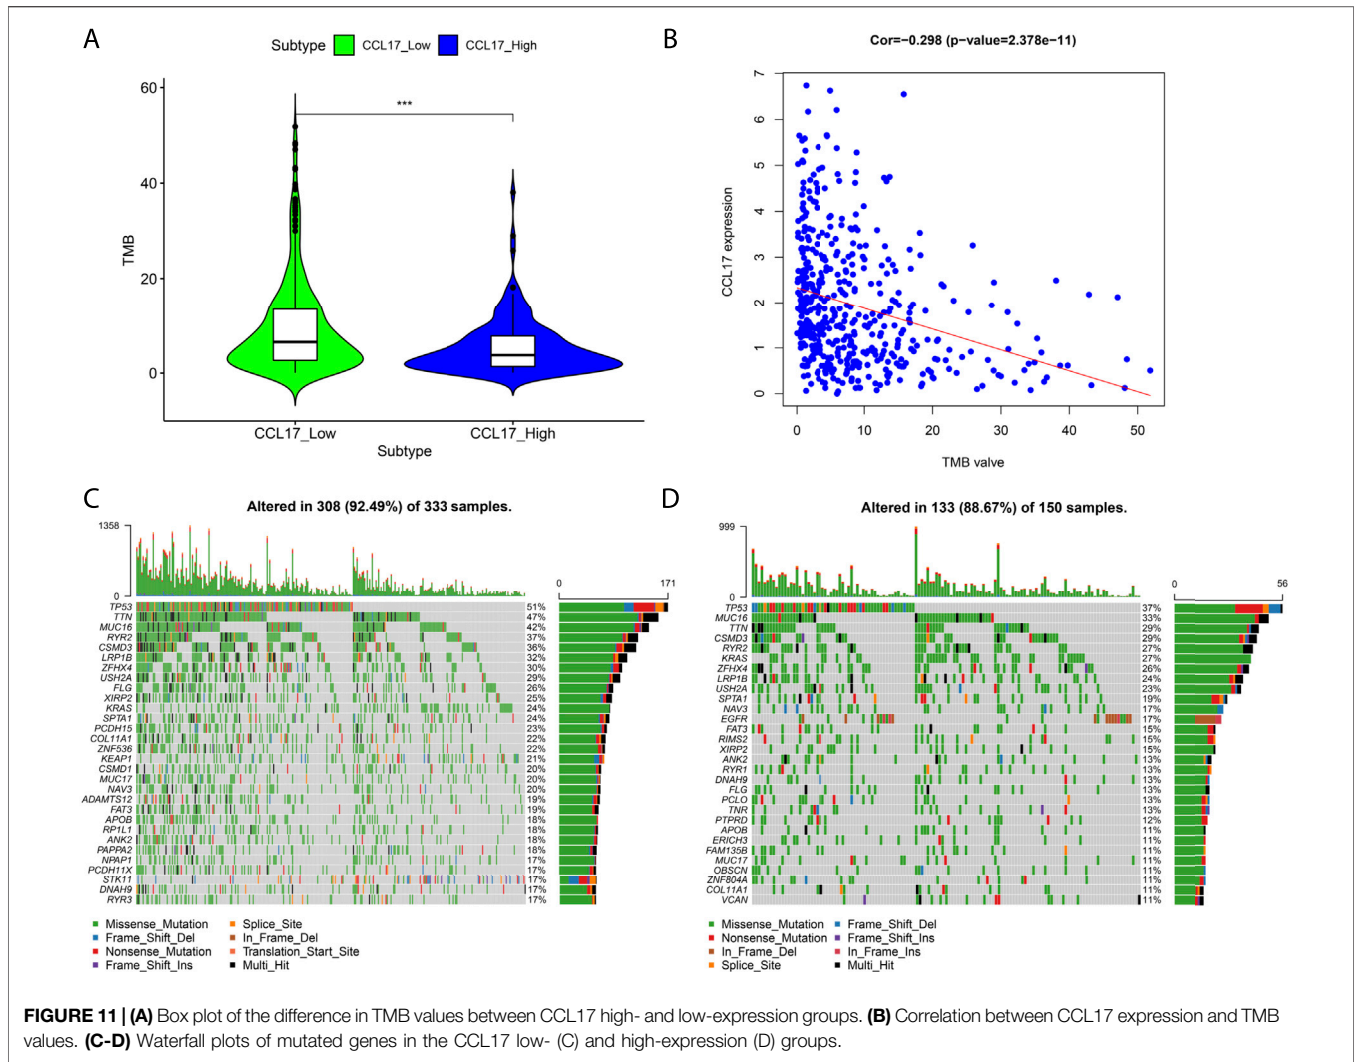 A
Subtype CCL17_Low CCL17_High
***
60
40
20
0
TMB
CCL17_Low CCL17_High
Subtype
B
Cor=−0.298 (p−value=2.378e−11)
7
6
5
4
3
2
1
0
CCL17 expression
0 10 20 30 40 50
TMB valve
C
Altered in 308 (92.49%) of 333 samples.
1358
0
0 171
TP53 51%
TTN 47%
MUC16 42%
RYR2 37%
CSMD3 36%
LRP1B 32%
ZFHX4 30%
USH2A 29%
FLG 26%
XIRP2 25%
KRAS 24%
SPTA1 24%
PCDH15 23%
COL11A1 22%
ZNF536 22%
KEAP1 21%
CSMD1 20%
MUC17 20%
NAV3 20%
ADAMTS12 19%
FAT3 19%
APOB 18%
RP1L1 18%
ANK2 18%
PAPPA2 18%
NPAP1 17%
PCDH11X 17%
STK11 17%
DNAH9 17%
RYR3 17%
Missense_Mutation Splice_Site
Frame_Shift_Del In_Frame_Del
Nonsense_Mutation Translation_Start_Site
Frame_Shift_Ins Multi_Hit
D
Altered in 133 (88.67%) of 150 samples.
999
0
0 56
TP53 37%
MUC16 33%
TTN 29%
CSMD3 29%
RYR2 27%
KRAS 27%
ZFHX4 26%
LRP1B 24%
USH2A 23%
SPTA1 19%
NAV3 17%
EGFR 17%
FAT3 15%
RIMS2 15%
XIRP2 15%
ANK2 13%
RYR1 13%
DNAH9 13%
FLG 13%
PCLO 13%
TNR 13%
PTPRD 12%
APOB 11%
ERICH3 11%
FAM135B 11%
MUC17 11%
OBSCN 11%
ZNF804A 11%
COL11A1 11%
VCAN 11%
Missense_Mutation Frame_Shift_Del
Nonsense_Mutation Frame_Shift_Ins
In_Frame_Del In_Frame_Ins
Splice_Site Multi_Hit
FIGURE 11 | (A) Box plot of the difference in TMB values between CCL17 high- and low-expression groups. (B) Correlation between CCL17 expression and TMB
values. (C-D) Waterfall plots of mutated genes in the CCL17 low- (C) and high-expression (D) groups.